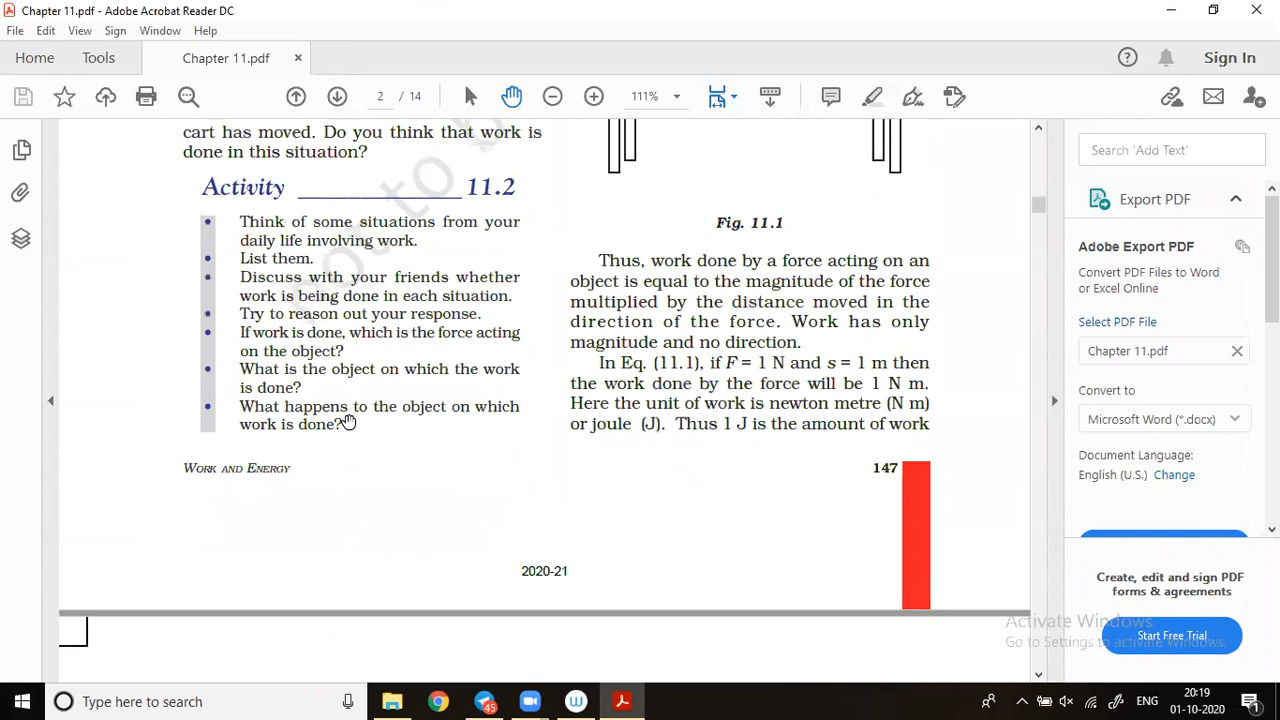 Chapter 11.pdf - Adobe Acrobat Reader DC
File Edit View Sign Window Help
Home Tools Chapter 11.pdf × Sign In
2 / 14 111%
cart has moved. Do you think that work is
done in this situation?
Activity ______________ 11.2
• Think of some situations from your
daily life involving work.
• List them.
• Discuss with your friends whether
work is being done in each situation.
• Try to reason out your response.
• If work is done, which is the force acting
on the object?
• What is the object on which the work
is done?
• What happens to the object on which
work is done?
WORK AND ENERGY
not to b
Fig. 11.1
Thus, work done by a force acting on an
object is equal to the magnitude of the force
multiplied by the distance moved in the
direction of the force. Work has only
magnitude and no direction.
In Eq. (11.1), if F = 1 N and s = 1 m then
the work done by the force will be 1 N m.
Here the unit of work is newton metre (N m)
or joule (J). Thus 1 J is the amount of work
147
2020-21
Search 'Add Text'
Export PDF
Adobe Export PDF
Convert PDF Files to Word
or Excel Online
Select PDF File
Chapter 11.pdf
Convert to
Microsoft Word (*.docx)
Document Language:
English (U.S.) Change
Create, edit and sign PDF
forms & agreements
Start Free Trial
Activate Windows
Go to Settings to activate Windows.
Type here to search
45
ENG
20:19
01-10-2020
1